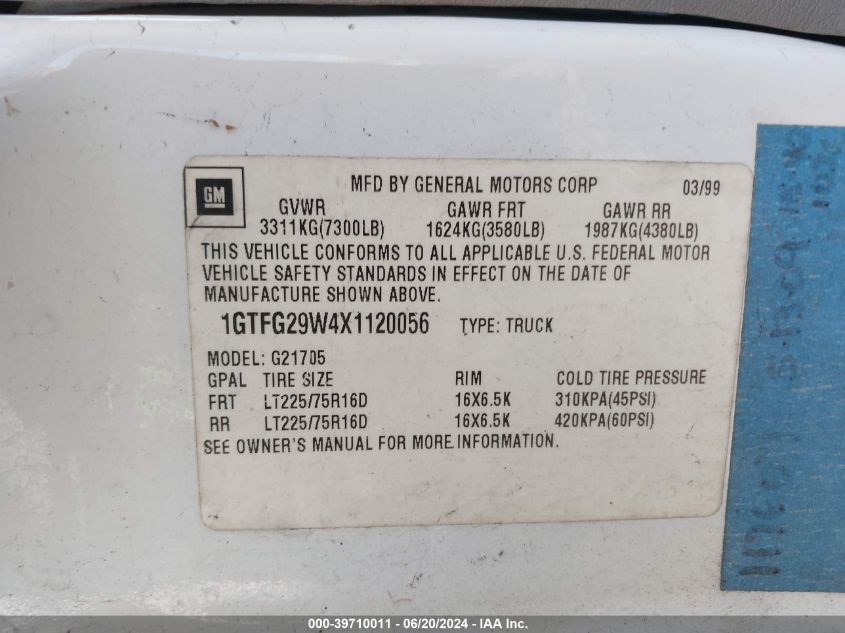 GM
MFD BY GENERAL MOTORS CORP 03/99
GVWR GAWR FRT GAWR RR
3311KG(7300LB) 1624KG(3580LB) 1987KG(4380LB)
THIS VEHICLE CONFORMS TO ALL APPLICABLE U.S. FEDERAL MOTOR
VEHICLE SAFETY STANDARDS IN EFFECT ON THE DATE OF
MANUFACTURE SHOWN ABOVE.
1GTFG29W4X1120056 TYPE: TRUCK
MODEL: G21705
GPAL TIRE SIZE RIM COLD TIRE PRESSURE
FRT LT225/75R16D 16X6.5K 310KPA(45PSI)
RR LT225/75R16D 16X6.5K 420KPA(60PSI)
SEE OWNER'S MANUAL FOR MORE INFORMATION.
000-39710011 - 06/20/2024 - IAA Inc.